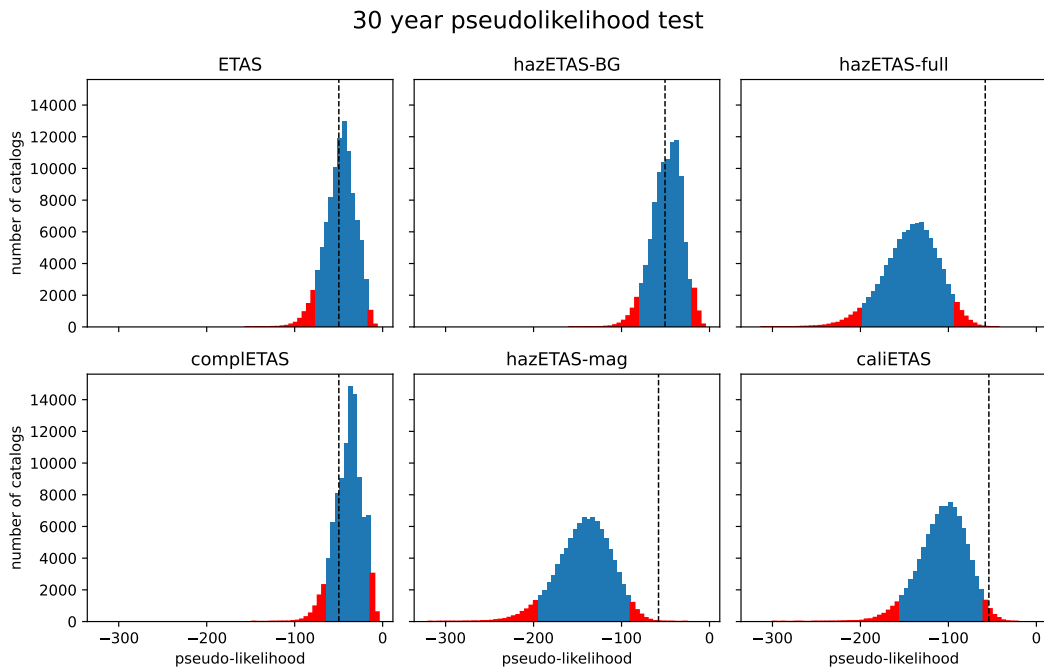 30 year pseudolikelihood test
ETAS
hazETAS-BG
hazETAS-full
number of catalogs
14000
12000
10000
8000
6000
4000
2000
0
complETAS
hazETAS-mag
caliETAS
number of catalogs
14000
12000
10000
8000
6000
4000
2000
0
−300 −200 −100 0
−300 −200 −100 0
−300 −200 −100 0
pseudo-likelihood
pseudo-likelihood
pseudo-likelihood